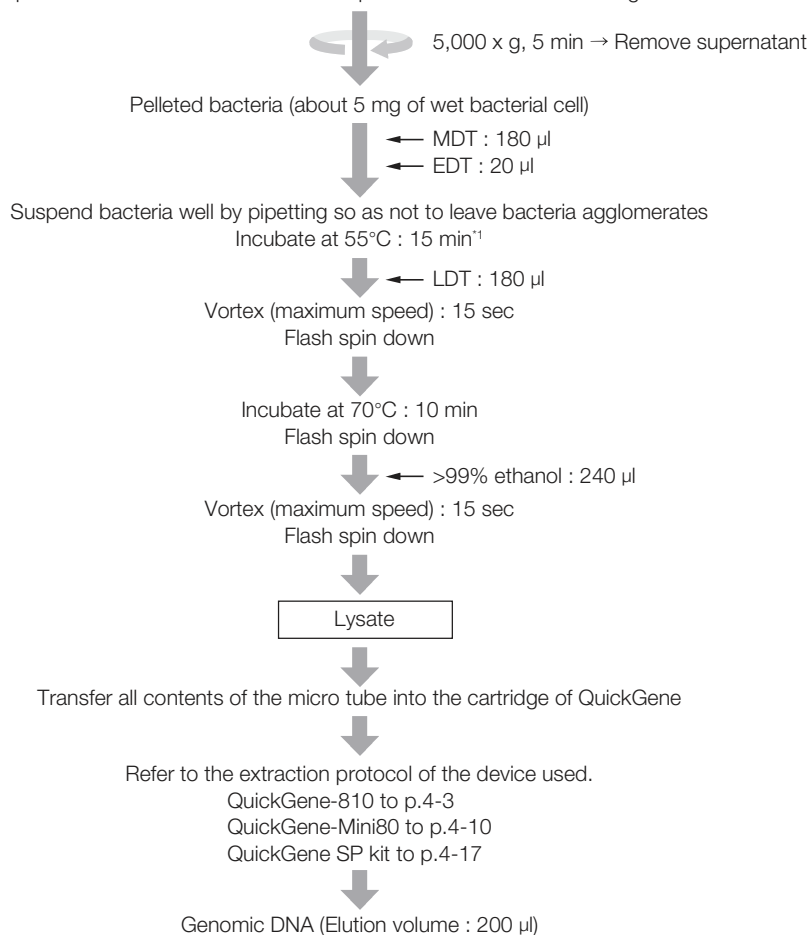 5,000 x g, 5 min → Remove supernatant
Pelleted bacteria (about 5 mg of wet bacterial cell)
MDT : 180 µl
EDT : 20 µl
Suspend bacteria well by pipetting so as not to leave bacteria agglomerates
Incubate at 55°C : 15 min*1
LDT : 180 µl
Vortex (maximum speed) : 15 sec
Flash spin down
Incubate at 70°C : 10 min
Flash spin down
>99% ethanol : 240 µl
Vortex (maximum speed) : 15 sec
Flash spin down
Lysate
Transfer all contents of the micro tube into the cartridge of QuickGene
Refer to the extraction protocol of the device used.
QuickGene-810 to p.4-3
QuickGene-Mini80 to p.4-10
QuickGene SP kit to p.4-17
Genomic DNA (Elution volume : 200 µl)